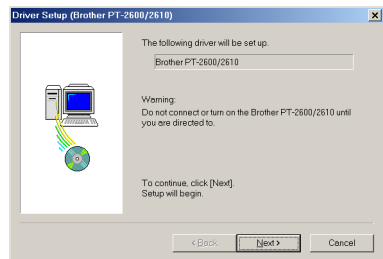 Driver Setup (Brother PT-2600/2610)
The following driver will be set up.
Brother PT-2600/2610
Warning:
Do not connect or turn on the Brother PT-2600/2610 until
you are directed to.
To continue, click [Next].
Setup will begin.
< Back
Next >
Cancel